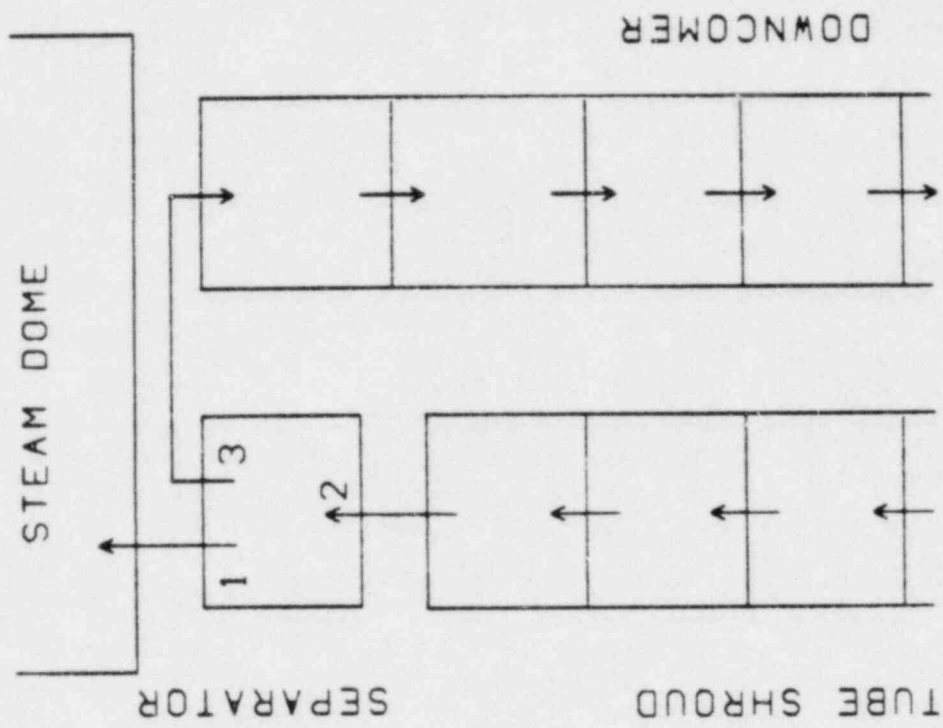 STEAM DOME
DOWNCOMER
1
3
2
SEPARATOR
TUBE SHROUD